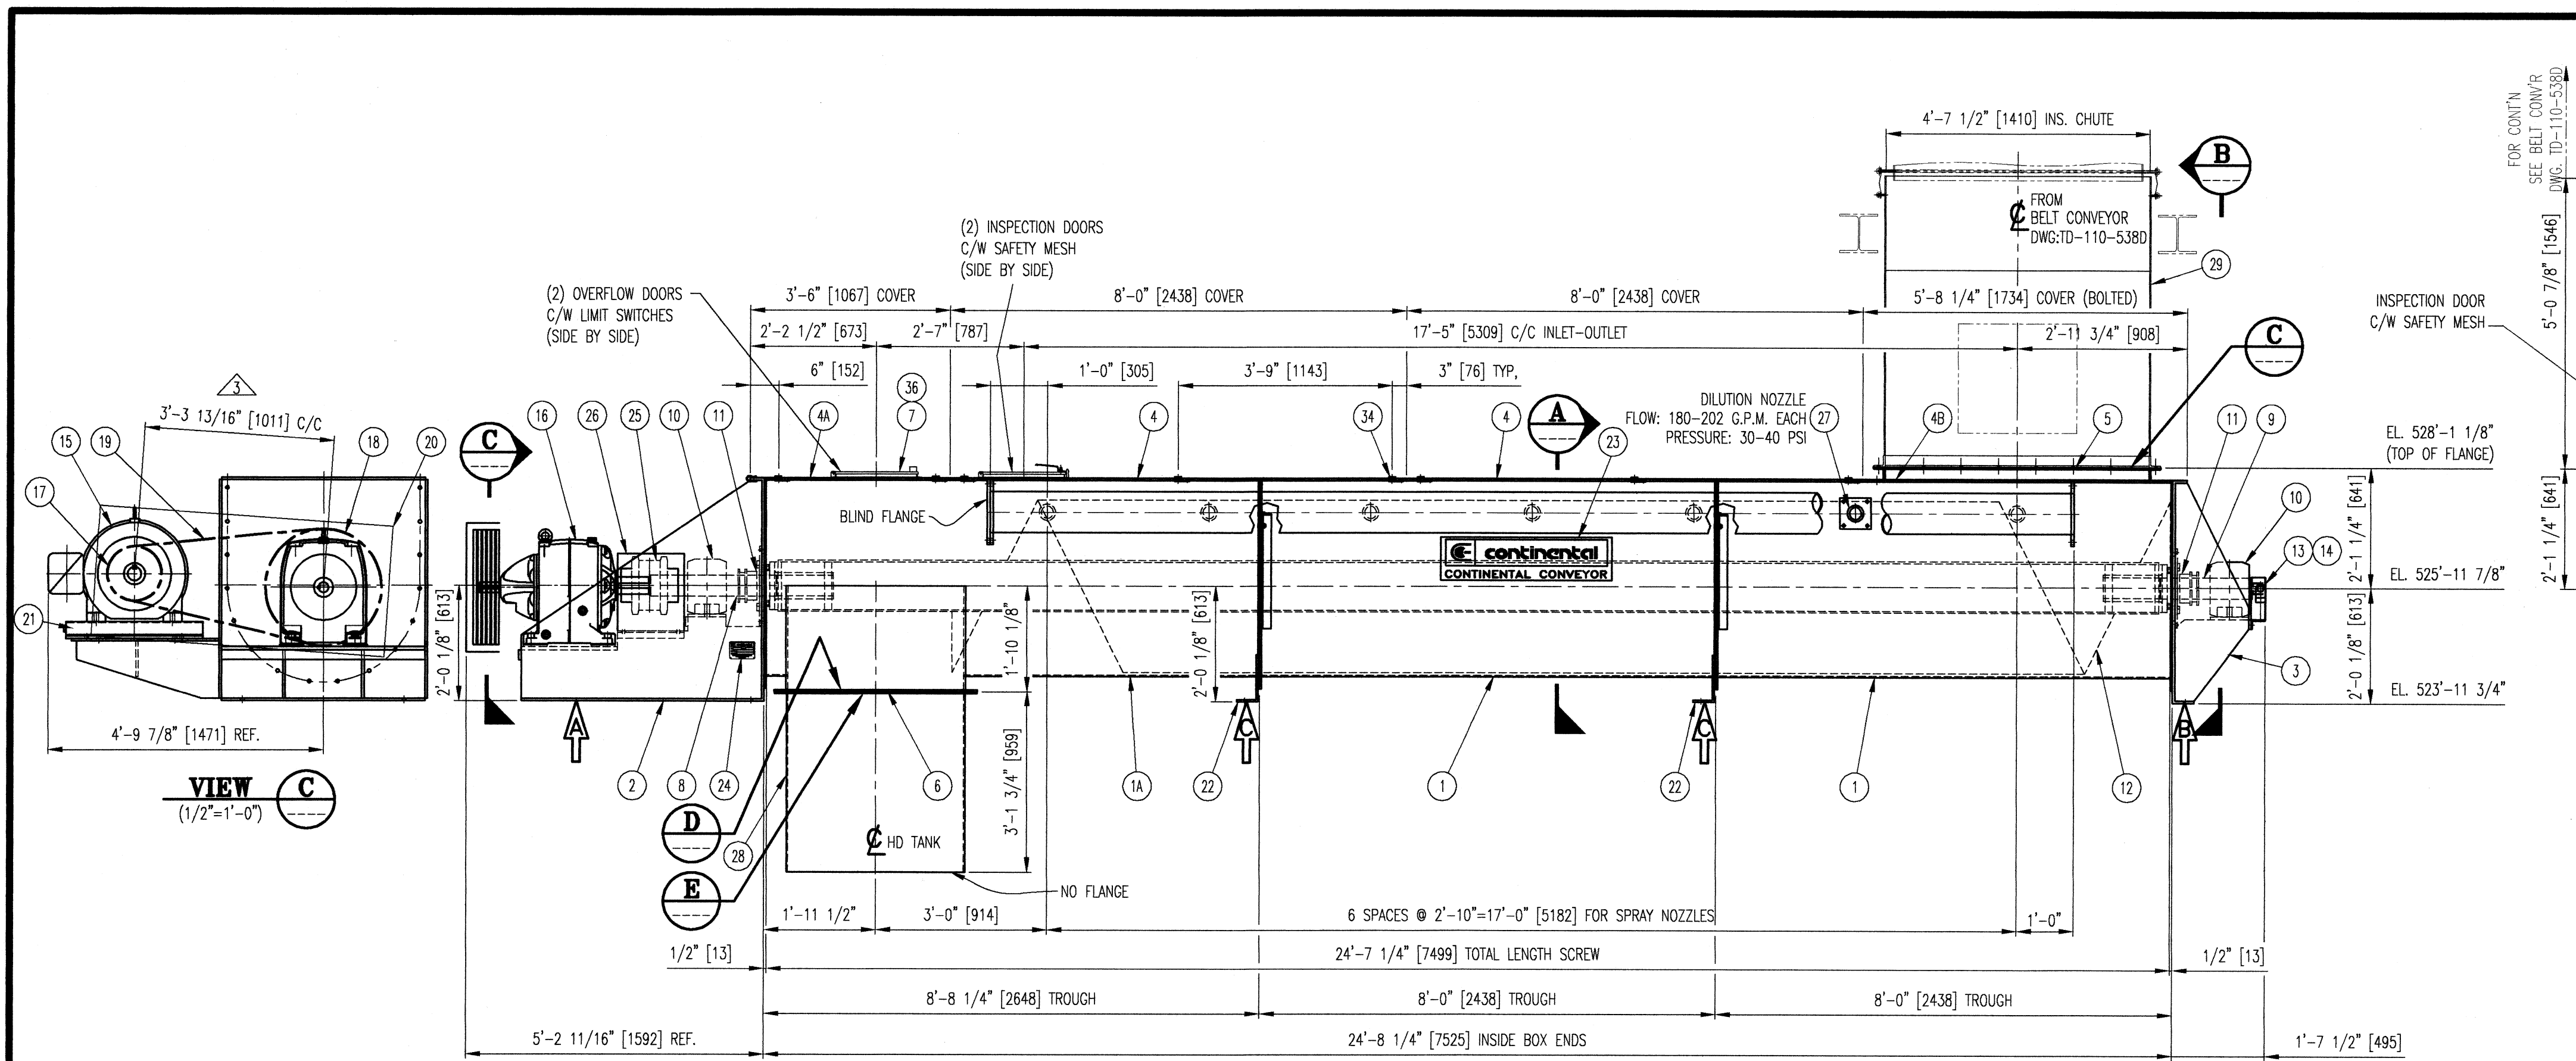 FOR CONT'N
SEE BELT CONV'R
DWG. TD-110-538D
4'-7 1/2" [1410] INS. CHUTE
B
FROM
℄ BELT CONVEYOR
DWG:TD-110-538D
5'-0 7/8" [1546]
29
(2) INSPECTION DOORS
C/W SAFETY MESH
(SIDE BY SIDE)
(2) OVERFLOW DOORS
C/W LIMIT SWITCHES
(SIDE BY SIDE)
3'-6" [1067] COVER
8'-0" [2438] COVER
8'-0" [2438] COVER
5'-8 1/4" [1734] COVER (BOLTED)
INSPECTION DOOR
C/W SAFETY MESH
2'-2 1/2" [673]
2'-7" [787]
17'-5" [5309] C/C INLET-OUTLET
2'-11 3/4" [908]
C
6" [152]
1'-0" [305]
3'-9" [1143]
3" [76] TYP,
3
3'-3 13/16" [1011] C/C
15
19
18
20
17
21
4'-9 7/8" [1471] REF.
VIEW C
(1/2"=1'-0")
C
16
26
25
10
11
4A
36
7
4
34
4
A
DILUTION NOZZLE
FLOW: 180-202 G.P.M. EACH
PRESSURE: 30-40 PSI
27
23
4B
5
11
9
10
13
14
EL. 528'-1 1/8"
(TOP OF FLANGE)
2'-1 1/4" [641]
2'-1 1/4" [641]
EL. 525'-11 7/8"
2'-0 1/8" [613]
EL. 523'-11 3/4"
BLIND FLANGE
continental
CONTINENTAL CONVEYOR
2'-0 1/8" [613]
1'-10 1/8"
2'-0 1/8" [613]
3'-1 3/4" [959]
A
C
C
B
2
8
24
6
1A
22
1
22
1
12
3
D
28
℄ HD TANK
E
NO FLANGE
1'-11 1/2"
3'-0" [914]
6 SPACES @ 2'-10"=17'-0" [5182] FOR SPRAY NOZZLES
1'-0"
1/2" [13]
24'-7 1/4" [7499] TOTAL LENGTH SCREW
1/2" [13]
8'-8 1/4" [2648] TROUGH
8'-0" [2438] TROUGH
8'-0" [2438] TROUGH
5'-2 11/16" [1592] REF.
24'-8 1/4" [7525] INSIDE BOX ENDS
1'-7 1/2" [495]